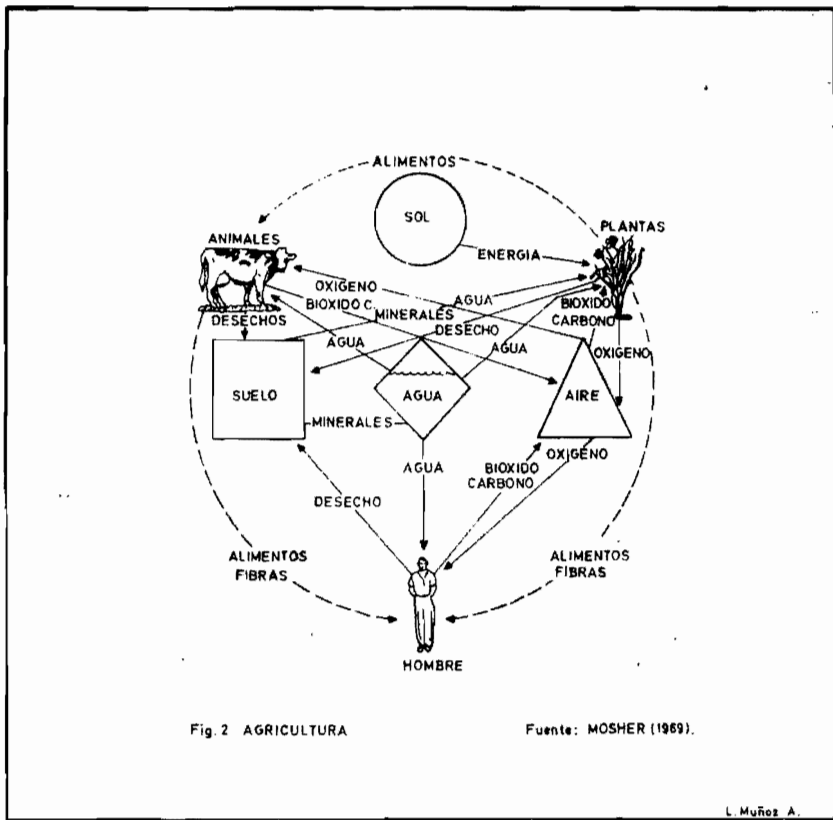 ALIMENTOS
SOL
ANIMALES
PLANTAS
ENERGIA
OXIGENO
BIOXIDO C.
AGUA
MINERALES
BIOXIDO
CARBONO
DESECHOS
DESECHO
AGUA
AGUA
OXIGENO
SUELO
AGUA
AIRE
MINERALES
OXIGENO
AGUA
BIOXIDO
CARBONO
DESECHO
ALIMENTOS
FIBRAS
ALIMENTOS
FIBRAS
HOMBRE
Fig. 2 AGRICULTURA
Fuente: MOSHER (1969).
L. Muñoz A.